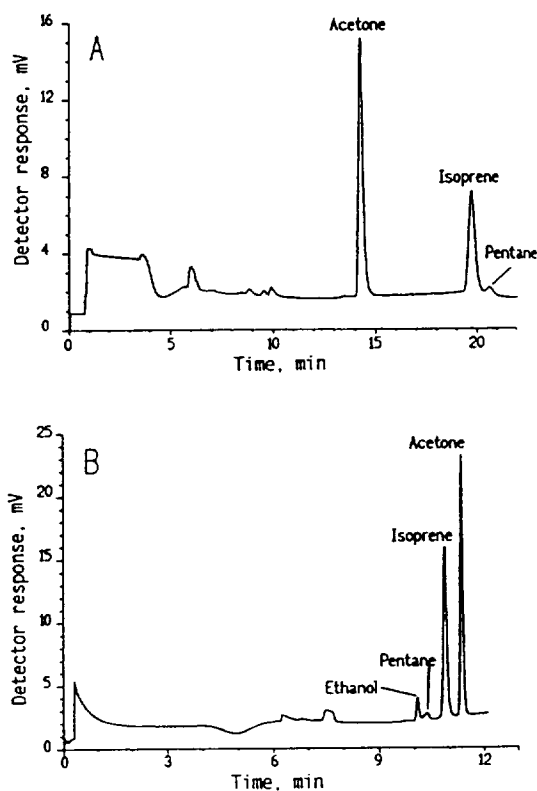 A
Detector response, mV
16
12
8
4
0
Acetone
Isoprene
Pentane
0 5 10 15 20
Time, min
B
Detector response, mV
25
20
15
10
5
0
Acetone
Isoprene
Pentane
Ethanol
0 3 6 9 12
Time, min